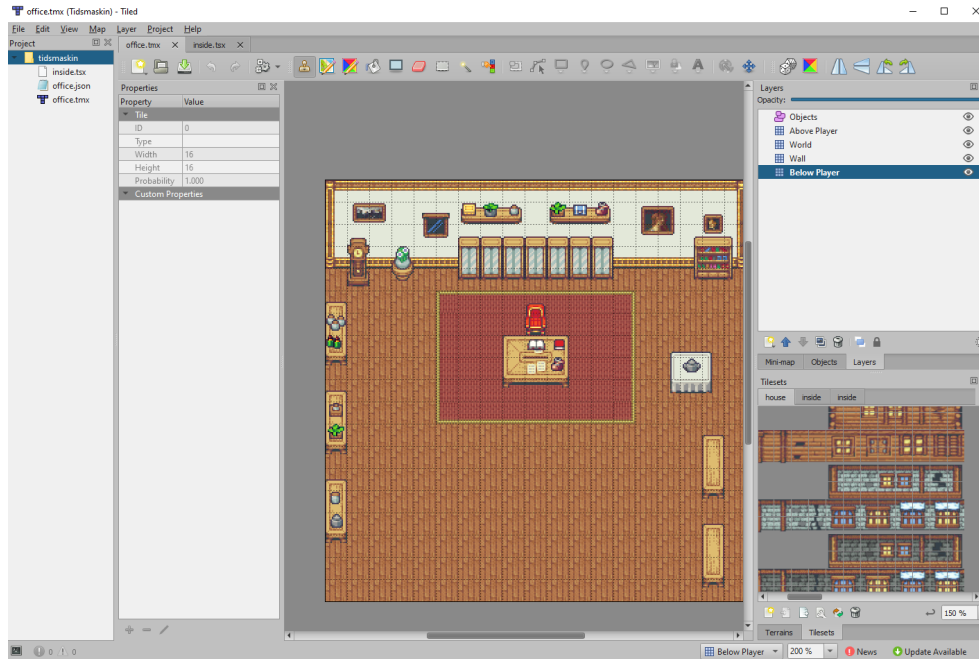 office.tmx (Tidsmaskin) - Tiled
File Edit View Map Layer Project Help
Project
tidsmaskin
inside.tsx
office.json
office.tmx
office.tmx
inside.tsx
Properties
Property Value
Tile
ID 0
Type
Width 16
Height 16
Probability 1.000
Custom Properties
Layers
Opacity:
Objects
Above Player
World
Wall
Below Player
Mini-map Objects Layers
Tilesets
house inside inside
150 %
Terrains Tilesets
0 0
Below Player 200 % News Update Available